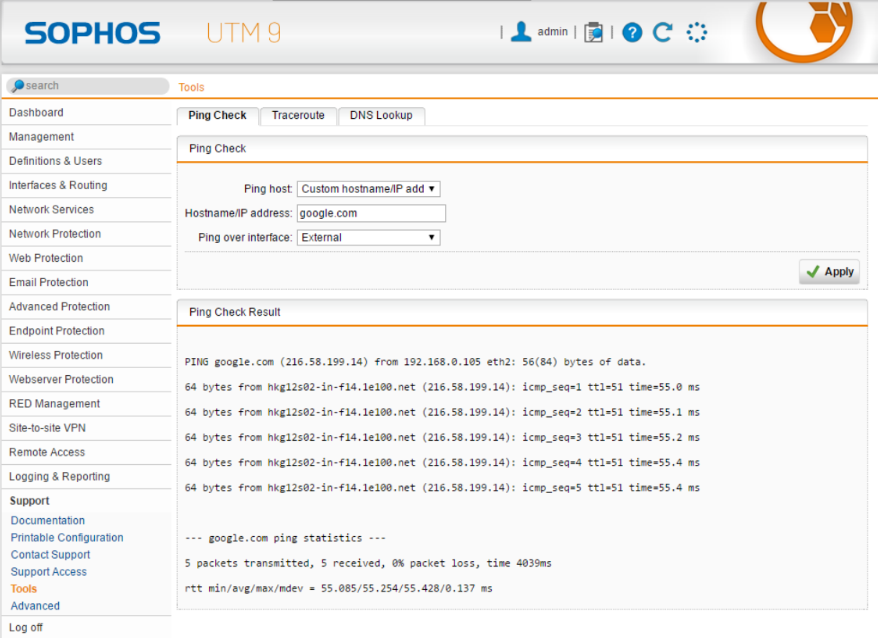 SOPHOS UTM 9
| admin | | ?
search
Tools
Dashboard
Management
Definitions & Users
Interfaces & Routing
Network Services
Network Protection
Web Protection
Email Protection
Advanced Protection
Endpoint Protection
Wireless Protection
Webserver Protection
RED Management
Site-to-site VPN
Remote Access
Logging & Reporting
Support
Documentation
Printable Configuration
Contact Support
Support Access
Tools
Advanced
Log off
Ping Check Traceroute DNS Lookup
Ping Check
Ping host: Custom hostname/IP add
Hostname/IP address: google.com
Ping over interface: External
Apply
Ping Check Result
PING google.com (216.58.199.14) from 192.168.0.105 eth2: 56(84) bytes of data.
64 bytes from hkg12s02-in-f14.1e100.net (216.58.199.14): icmp_seq=1 ttl=51 time=55.0 ms
64 bytes from hkg12s02-in-f14.1e100.net (216.58.199.14): icmp_seq=2 ttl=51 time=55.1 ms
64 bytes from hkg12s02-in-f14.1e100.net (216.58.199.14): icmp_seq=3 ttl=51 time=55.2 ms
64 bytes from hkg12s02-in-f14.1e100.net (216.58.199.14): icmp_seq=4 ttl=51 time=55.4 ms
64 bytes from hkg12s02-in-f14.1e100.net (216.58.199.14): icmp_seq=5 ttl=51 time=55.4 ms
--- google.com ping statistics ---
5 packets transmitted, 5 received, 0% packet loss, time 4039ms
rtt min/avg/max/mdev = 55.085/55.254/55.428/0.137 ms